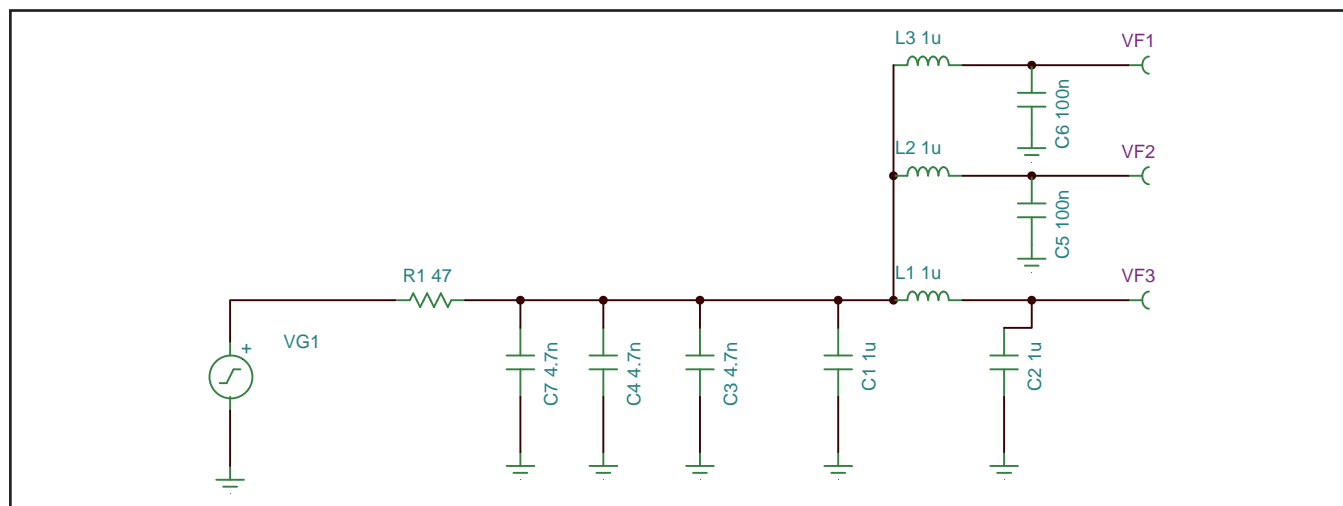 L3 1u
VF1
C6 100n
L2 1u
VF2
C5 100n
R1 47
L1 1u
VF3
VG1
+
C7 4.7n
C4 4.7n
C3 4.7n
C1 1u
C2 1u